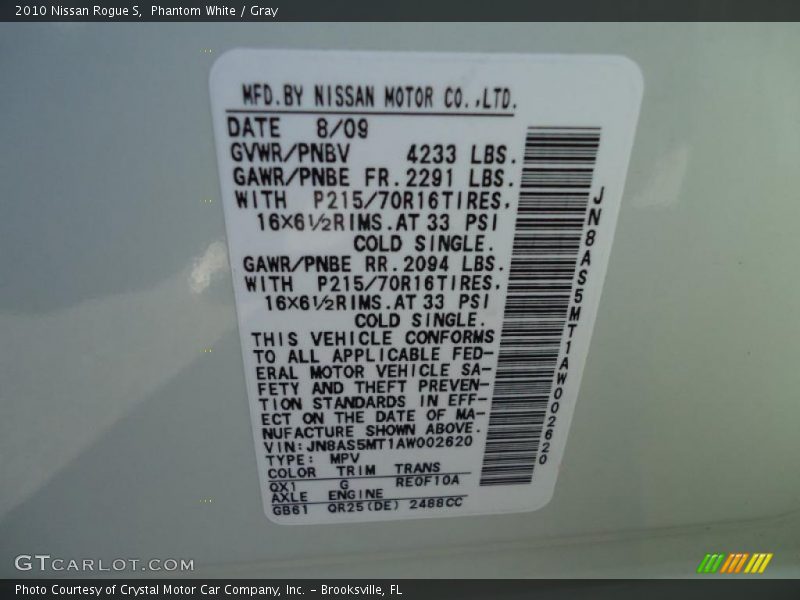 2010 Nissan Rogue S,  Phantom White / Gray
MFD.BY NISSAN MOTOR CO.,LTD.
DATE 8/09
GVWR/PNBV 4233 LBS.
GAWR/PNBE FR.2291 LBS.
WITH P215/70R16TIRES.
16X6½RIMS.AT 33 PSI
COLD SINGLE.
GAWR/PNBE RR.2094 LBS.
WITH P215/70R16TIRES.
16X6½RIMS.AT 33 PSI
COLD SINGLE.
THIS VEHICLE CONFORMS
TO ALL APPLICABLE FED-
ERAL MOTOR VEHICLE SA-
FETY AND THEFT PREVEN-
TION STANDARDS IN EFF-
ECT ON THE DATE OF MA-
NUFACTURE SHOWN ABOVE.
VIN:JN8AS5MT1AW002620
TYPE: MPV
COLOR TRIM TRANS
QX1 G RE0F10A
AXLE ENGINE
GB61 QR25(DE) 2488CC
JN8AS5MT1AW002620
GTCARLOT.COM
Photo Courtesy of Crystal Motor Car Company, Inc. – Brooksville, FL